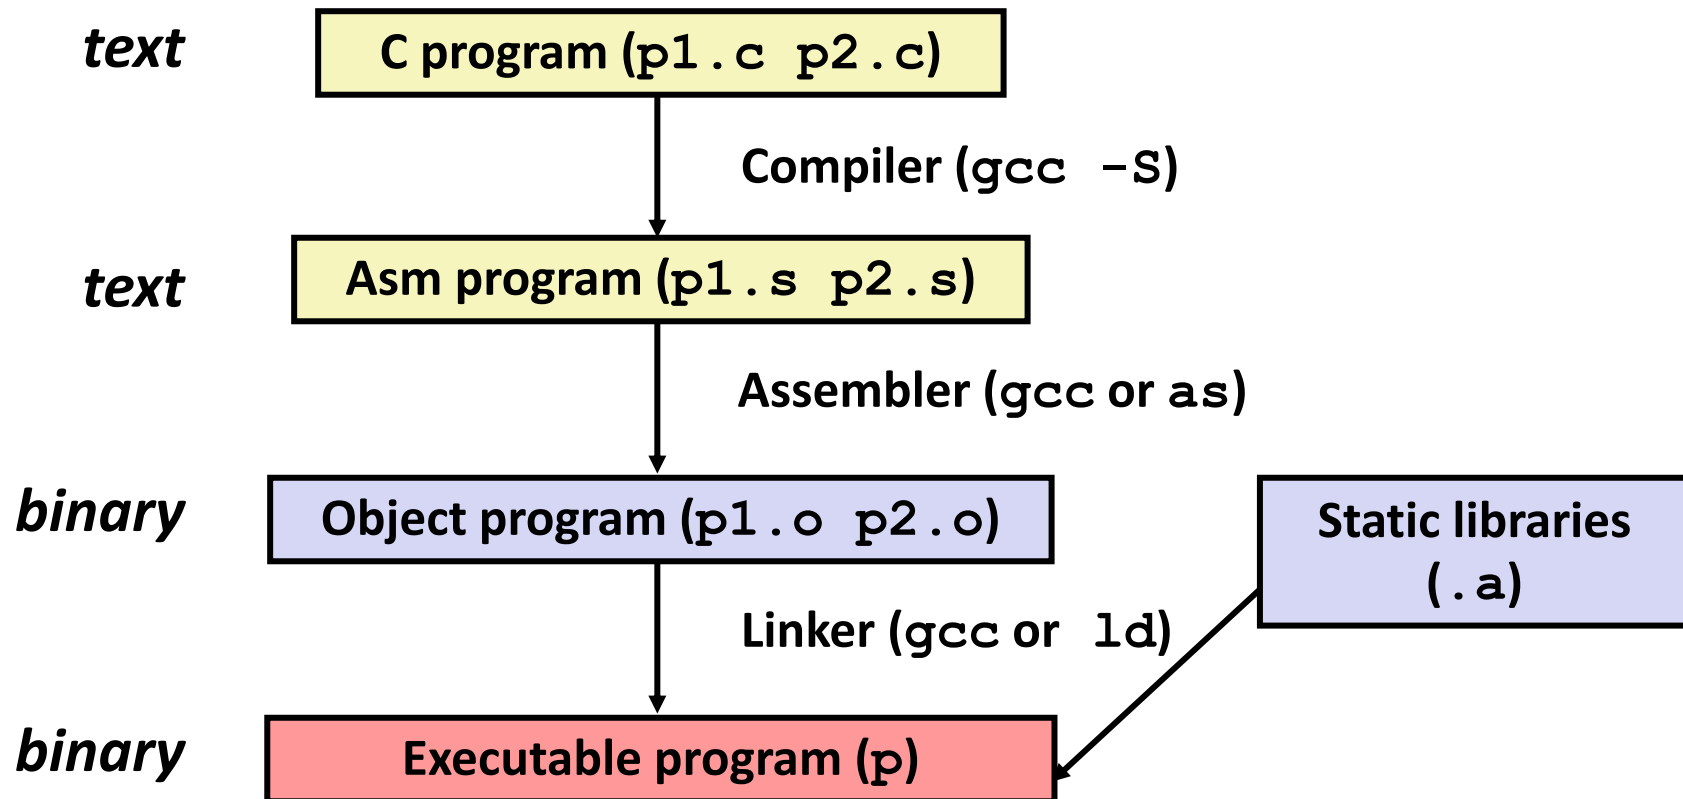 text
C program (p1.c p2.c)
Compiler (gcc -S)
text
Asm program (p1.s p2.s)
Assembler (gcc or as)
binary
Object program (p1.o p2.o)
Static libraries
(.a)
Linker (gcc or ld)
binary
Executable program (p)